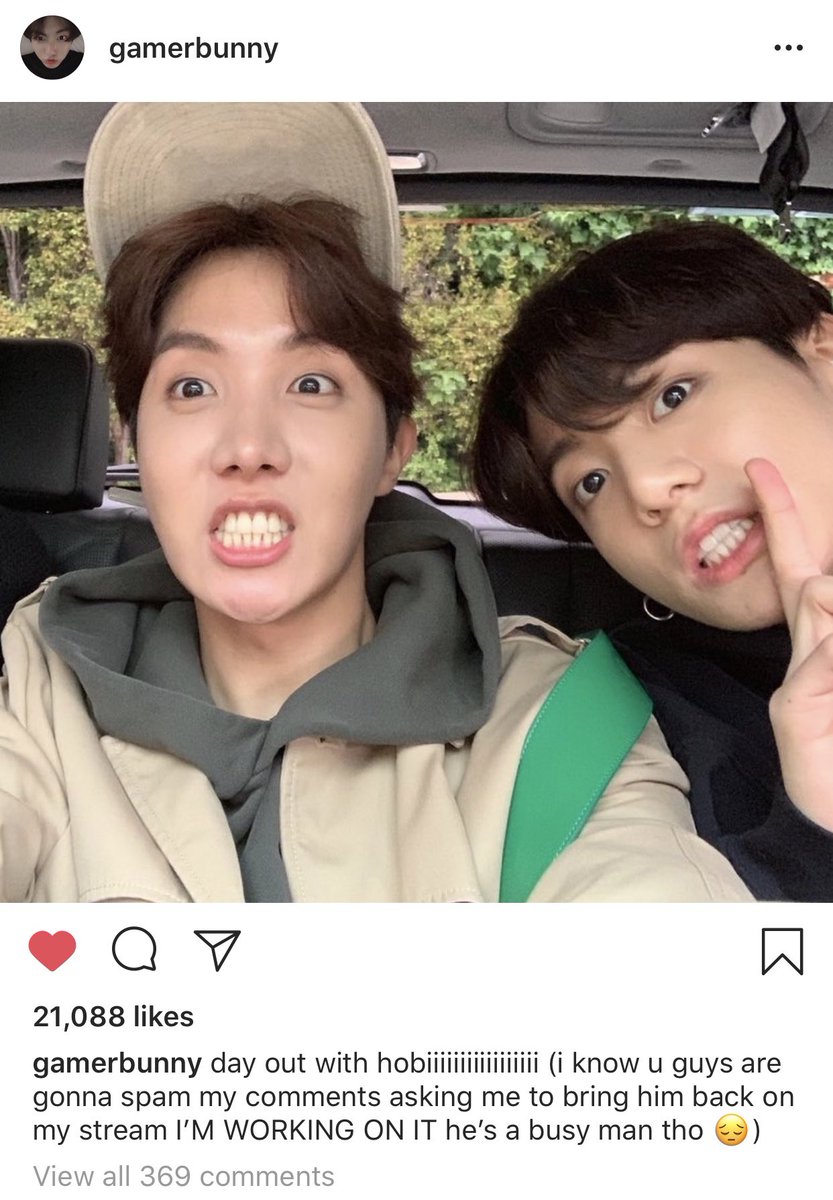 gamerbunny
21,088 likes
gamerbunny day out with hobiiiiiiiiiiiiiiiiii (i know u guys are
gonna spam my comments asking me to bring him back on
my stream I’M WORKING ON IT he’s a busy man tho 😔)
View all 369 comments